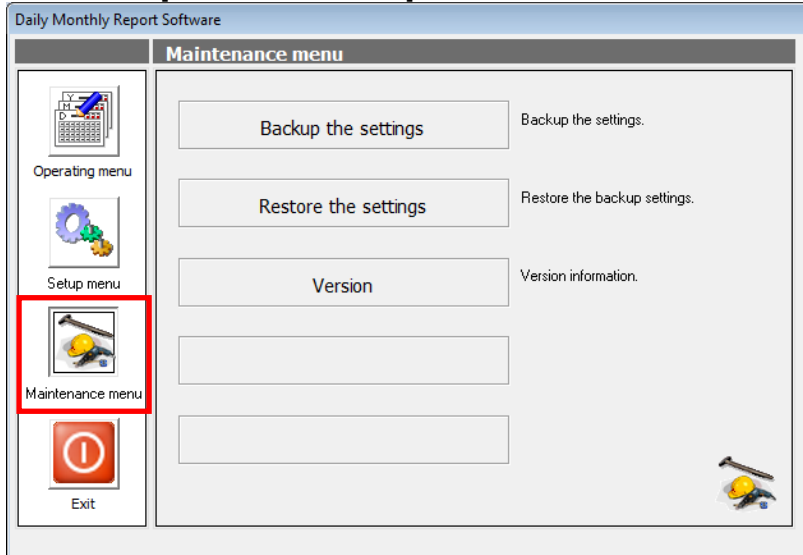 Daily Monthly Report Software
Maintenance menu
Operating menu
Setup menu
Maintenance menu
Exit
Backup the settings
Backup the settings.
Restore the settings
Restore the backup settings.
Version
Version information.